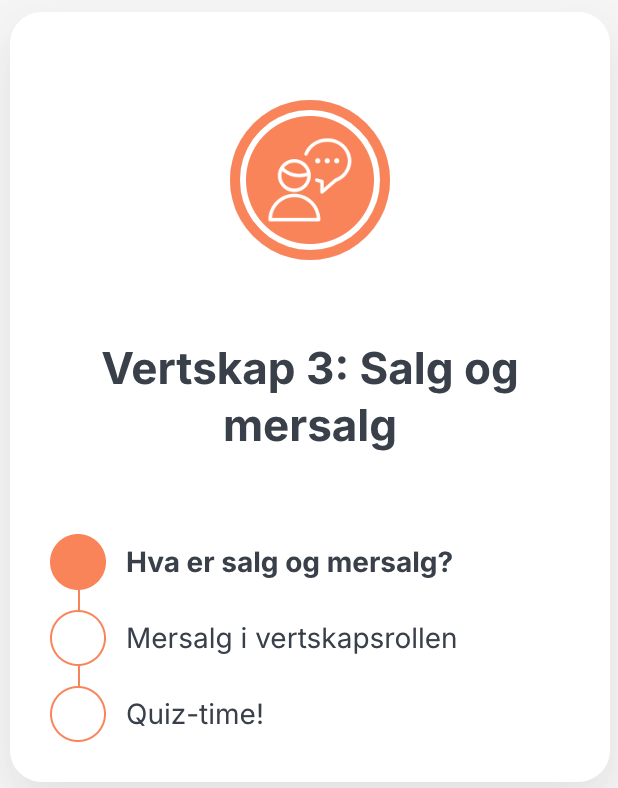 Vertskap 3: Salg og
mersalg
Hva er salg og mersalg?
Mersalg i vertskapsrollen
Quiz-time!